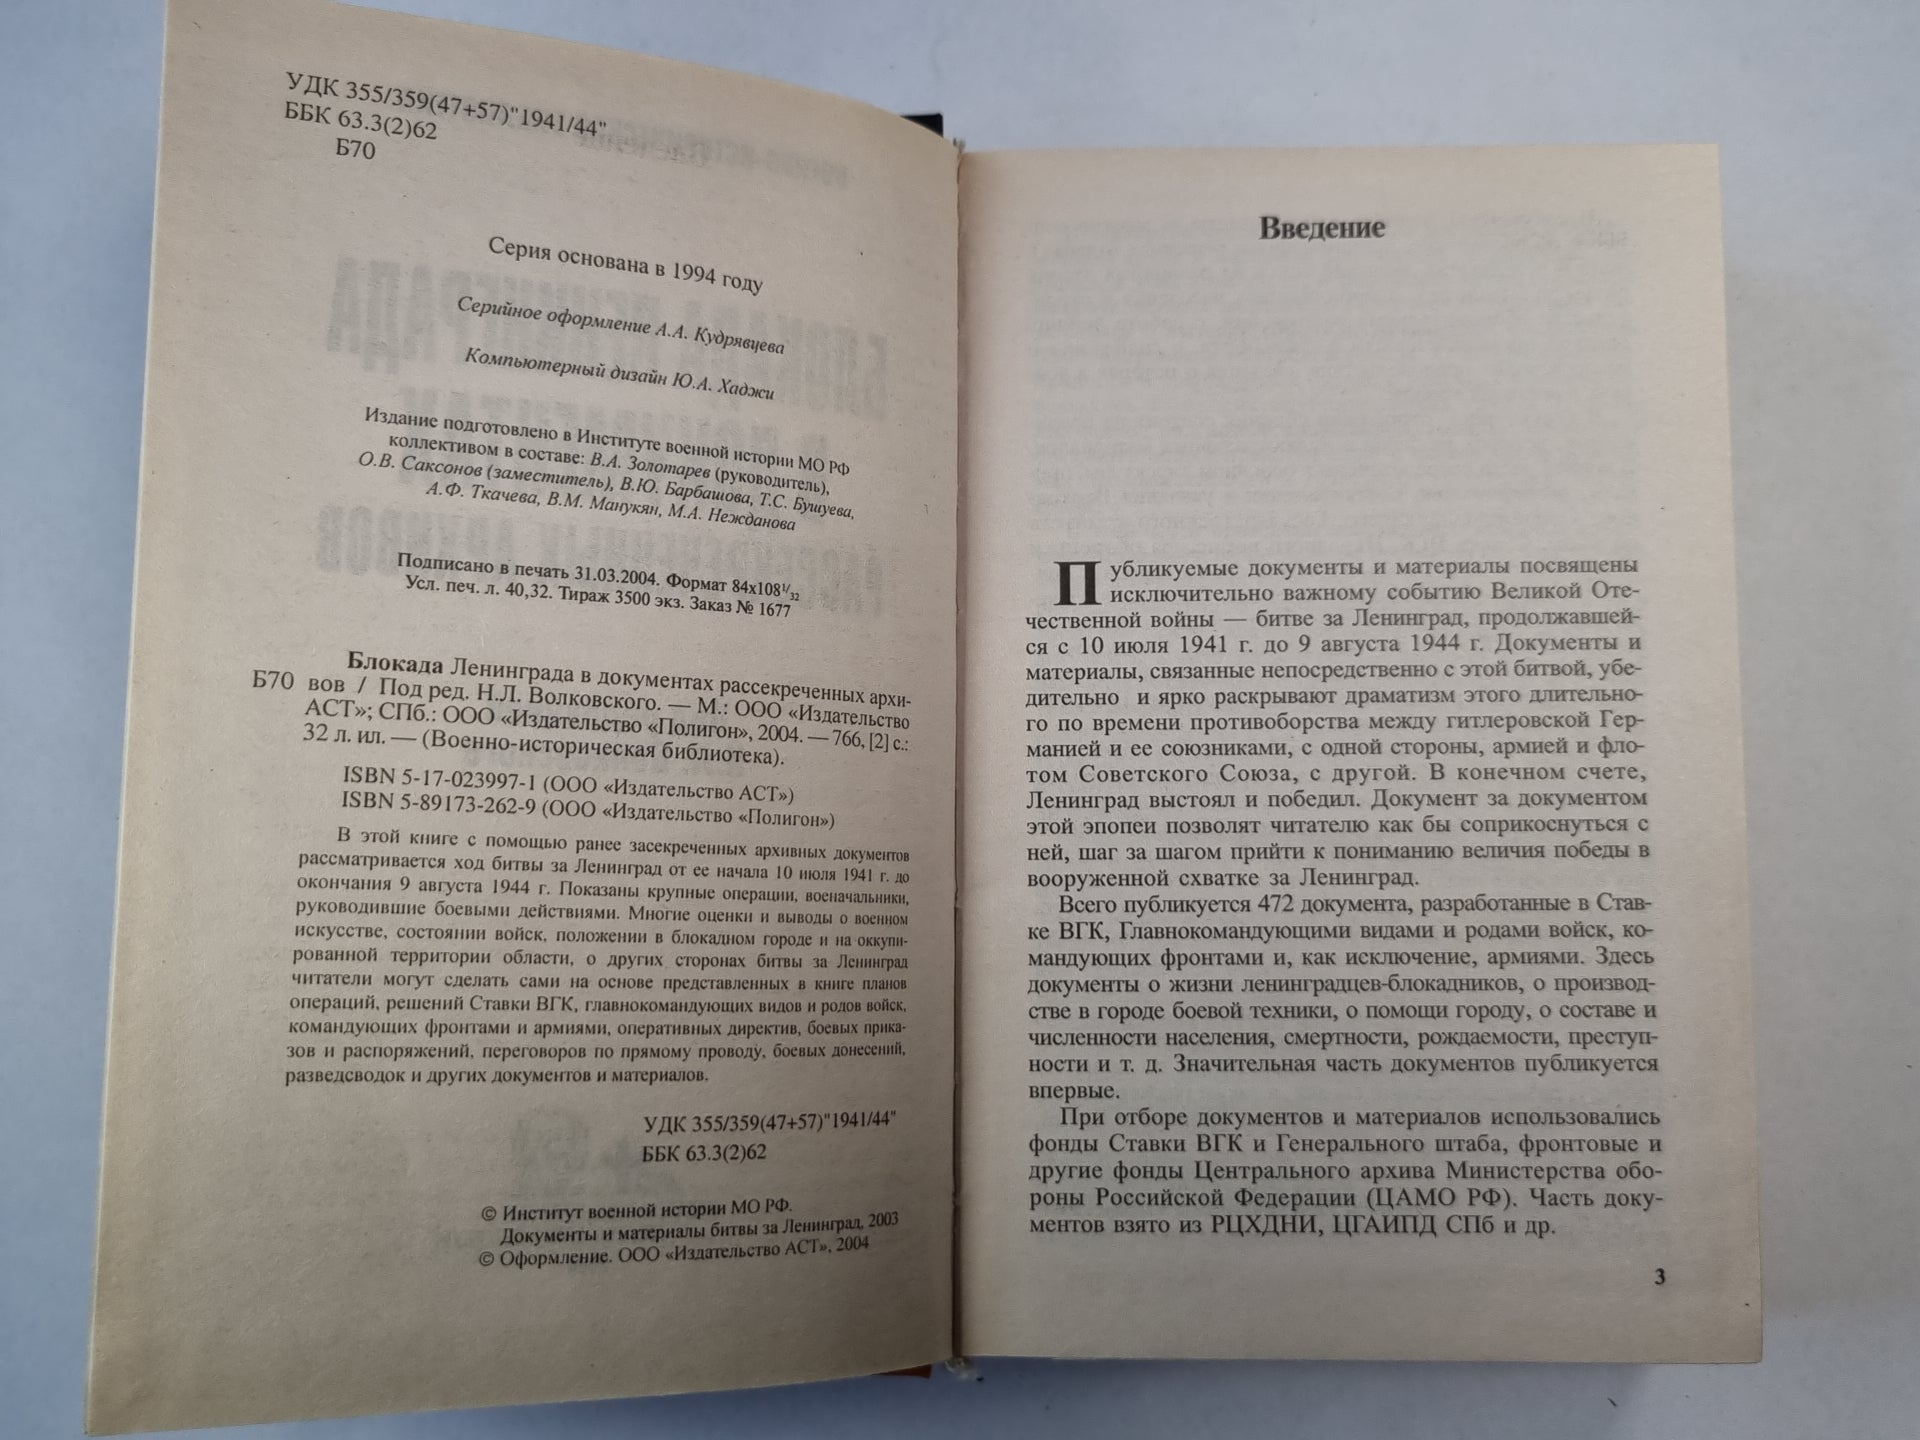 УДК 355/359(47+57)"1941/44"
ББК 63.3(2)62
Б70
Серия основана в 1994 году
Серийное оформление А.А. Кудрявцева
Компьютерный дизайн Ю.А. Хаджи
Издание подготовлено в Институте военной истории МО РФ
коллективом в составе: В.А. Золотарев (руководитель),
О.В. Саксонов (заместитель), В.Ю. Барбашова, Т.С. Бушуева,
А.Ф. Ткачева, В.М. Манукян, М.А. Нежданова
Подписано в печать 31.03.2004. Формат 84х108 1/32
Усл. печ. л. 40,32. Тираж 3500 экз. Заказ № 1677
Блокада Ленинграда в документах рассекреченных архи-
Б70 вов / Под ред. Н.Л. Волковского. — М.: ООО «Издательство
АСТ»; СПб.: ООО «Издательство «Полигон», 2004. — 766, [2] с.:
32 л. ил. — (Военно-историческая библиотека).
ISBN 5-17-023997-1 (ООО «Издательство АСТ»)
ISBN 5-89173-262-9 (ООО «Издательство «Полигон»)
В этой книге с помощью ранее засекреченных архивных документов
рассматривается ход битвы за Ленинград от ее начала 10 июля 1941 г. до
окончания 9 августа 1944 г. Показаны крупные операции, военачальники,
руководившие боевыми действиями. Многие оценки и выводы о военном
искусстве, состоянии войск, положении в блокадном городе и на оккупи-
рованной территории области, о других сторонах битвы за Ленинград
читатели могут сделать сами на основе представленных в книге планов
операций, решений Ставки ВГК, главнокомандующих видов и родов войск,
командующих фронтами и армиями, оперативных директив, боевых прика-
зов и распоряжений, переговоров по прямому проводу, боевых донесений,
разведсводок и других документов и материалов.
УДК 355/359(47+57)"1941/44"
ББК 63.3(2)62
© Институт военной истории МО РФ.
Документы и материалы битвы за Ленинград, 2003
© Оформление. ООО «Издательство АСТ», 2004
Введение
Публикуемые документы и материалы посвящены
исключительно важному событию Великой Оте-
чественной войны — битве за Ленинград, продолжавшей-
ся с 10 июля 1941 г. до 9 августа 1944 г. Документы и
материалы, связанные непосредственно с этой битвой, убе-
дительно и ярко раскрывают драматизм этого длительно-
го по времени противоборства между гитлеровской Гер-
манией и ее союзниками, с одной стороны, армией и фло-
том Советского Союза, с другой. В конечном счете,
Ленинград выстоял и победил. Документ за документом
этой эпопеи позволят читателю как бы соприкоснуться с
ней, шаг за шагом прийти к пониманию величия победы в
вооруженной схватке за Ленинград.
Всего публикуется 472 документа, разработанные в Став-
ке ВГК, Главнокомандующими видами и родами войск, ко-
мандующих фронтами и, как исключение, армиями. Здесь
документы о жизни ленинградцев-блокадников, о производ-
стве в городе боевой техники, о помощи городу, о составе и
численности населения, смертности, рождаемости, преступ-
ности и т. д. Значительная часть документов публикуется
впервые.
При отборе документов и материалов использовались
фонды Ставки ВГК и Генерального штаба, фронтовые и
другие фонды Центрального архива Министерства обо-
роны Российской Федерации (ЦАМО РФ). Часть доку-
ментов взято из РЦХДНИ, ЦГАИПД СПб и др.
3